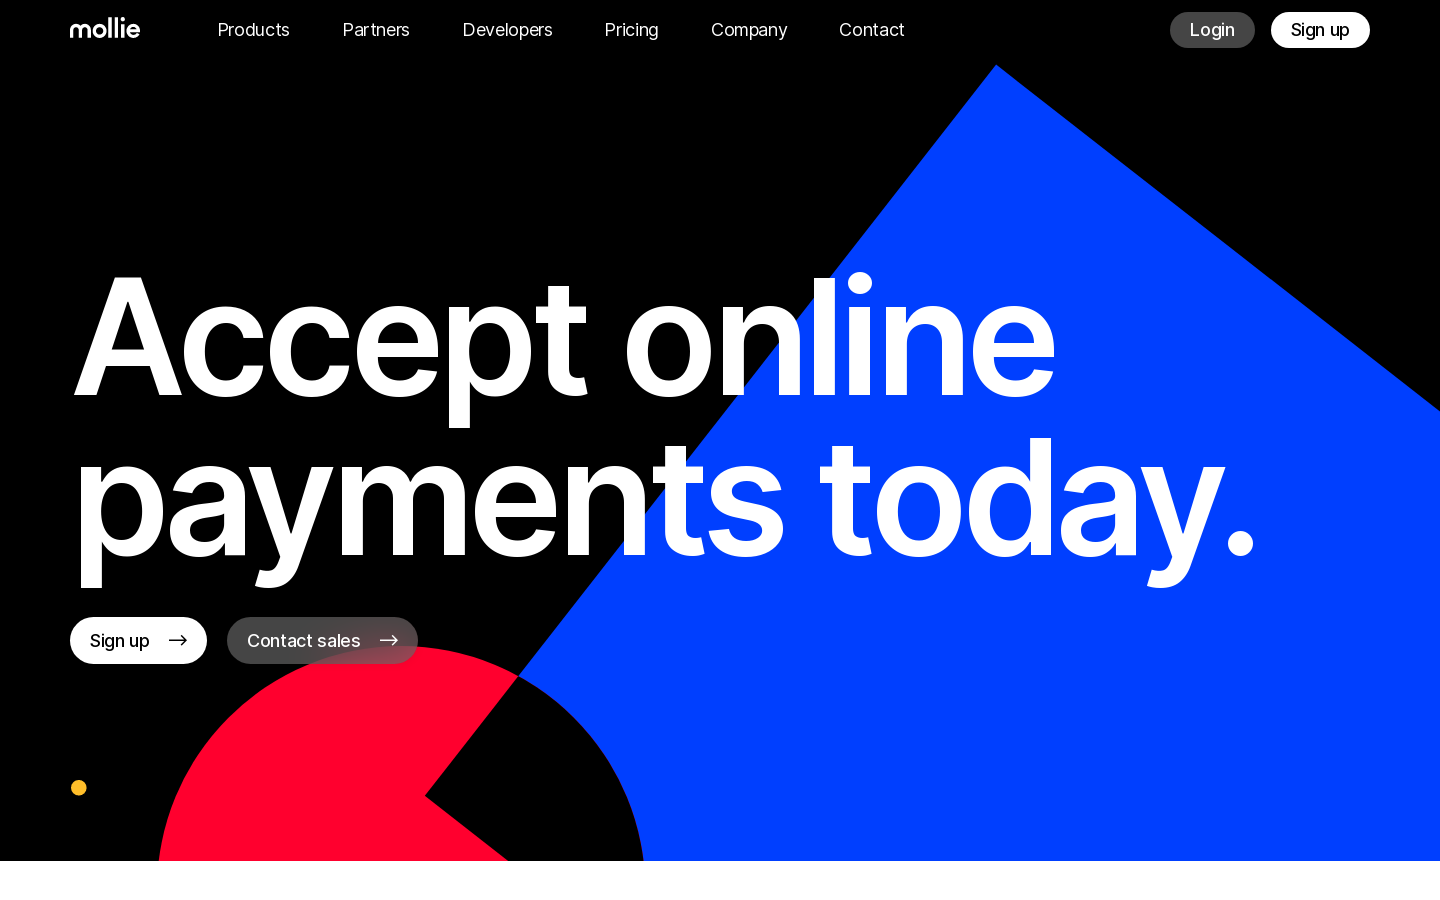 mollie Products Partners Developers Pricing Company Contact Login Sign up
Accept online
payments today.
Sign up Contact sales